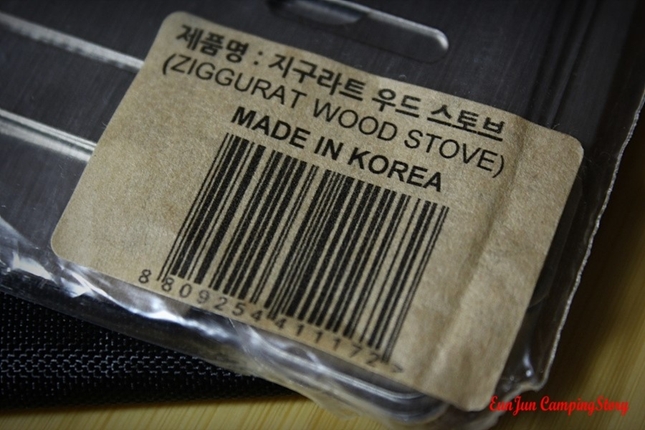 제품명 : 지구라트 우드 스토브
(ZIGGURAT WOOD STOVE)
MADE IN KOREA
8 809254 411172 >
EunJun CampingStory